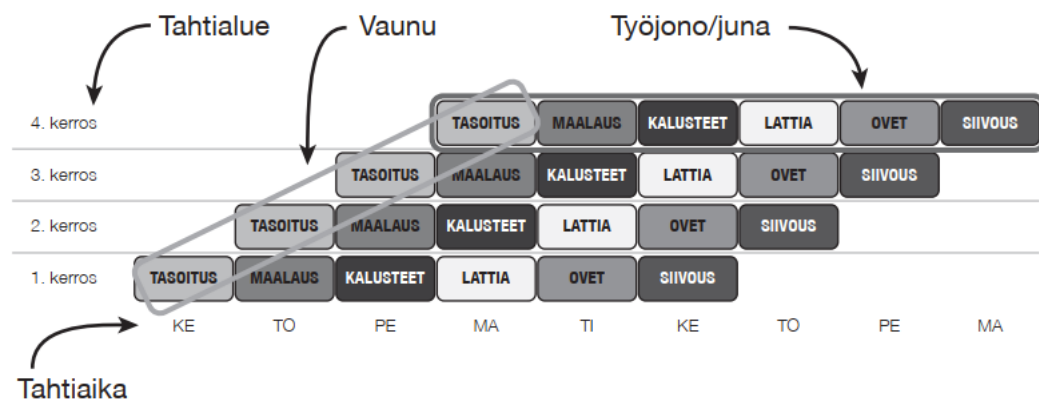 Tahtialue Vaunu Työjono/juna
4. kerros TASOITUS MAALAUS KALUSTEET LATTIA OVET SIIVOUS
3. kerros TASOITUS MAALAUS KALUSTEET LATTIA OVET SIIVOUS
2. kerros TASOITUS MAALAUS KALUSTEET LATTIA OVET SIIVOUS
1. kerros TASOITUS MAALAUS KALUSTEET LATTIA OVET SIIVOUS
KE TO PE MA TI KE TO PE MA
Tahtiaika